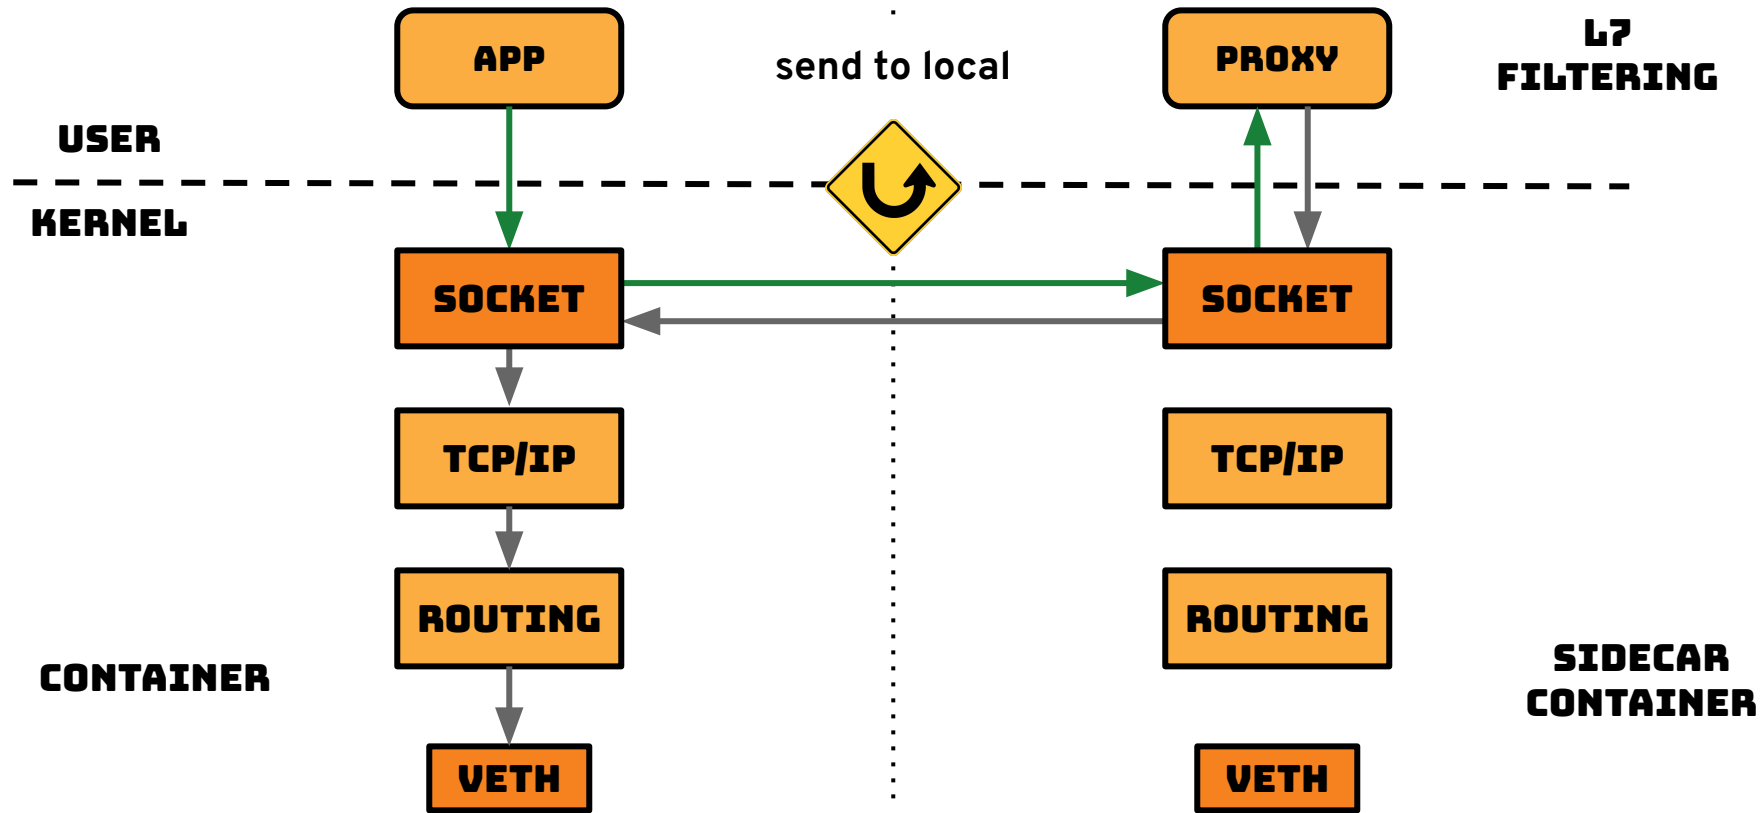 APP
send to local
PROXY
L7
FILTERING
USER
KERNEL
SOCKET
SOCKET
TCP/IP
TCP/IP
ROUTING
ROUTING
CONTAINER
SIDECAR
CONTAINER
VETH
VETH